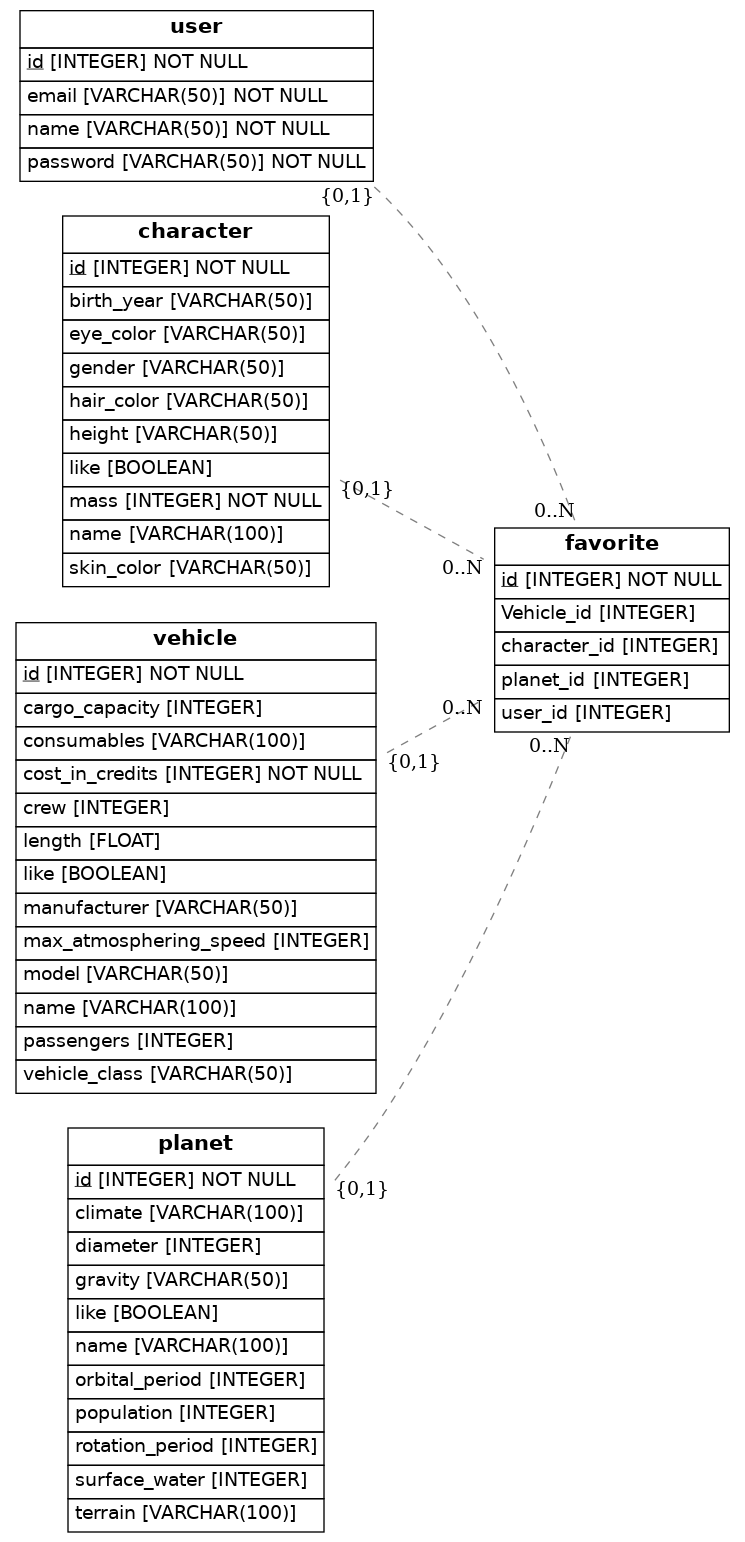 user
id [INTEGER] NOT NULL
email [VARCHAR(50)] NOT NULL
name [VARCHAR(50)] NOT NULL
password [VARCHAR(50)] NOT NULL
{0,1}
character
id [INTEGER] NOT NULL
birth_year [VARCHAR(50)]
eye_color [VARCHAR(50)]
gender [VARCHAR(50)]
hair_color [VARCHAR(50)]
height [VARCHAR(50)]
like [BOOLEAN]
mass [INTEGER] NOT NULL
name [VARCHAR(100)]
skin_color [VARCHAR(50)]
{0,1}
0..N
0..N
favorite
id [INTEGER] NOT NULL
Vehicle_id [INTEGER]
character_id [INTEGER]
planet_id [INTEGER]
user_id [INTEGER]
0..N
0..N
vehicle
id [INTEGER] NOT NULL
cargo_capacity [INTEGER]
consumables [VARCHAR(100)]
cost_in_credits [INTEGER] NOT NULL
crew [INTEGER]
length [FLOAT]
like [BOOLEAN]
manufacturer [VARCHAR(50)]
max_atmosphering_speed [INTEGER]
model [VARCHAR(50)]
name [VARCHAR(100)]
passengers [INTEGER]
vehicle_class [VARCHAR(50)]
{0,1}
planet
id [INTEGER] NOT NULL
climate [VARCHAR(100)]
diameter [INTEGER]
gravity [VARCHAR(50)]
like [BOOLEAN]
name [VARCHAR(100)]
orbital_period [INTEGER]
population [INTEGER]
rotation_period [INTEGER]
surface_water [INTEGER]
terrain [VARCHAR(100)]
{0,1}